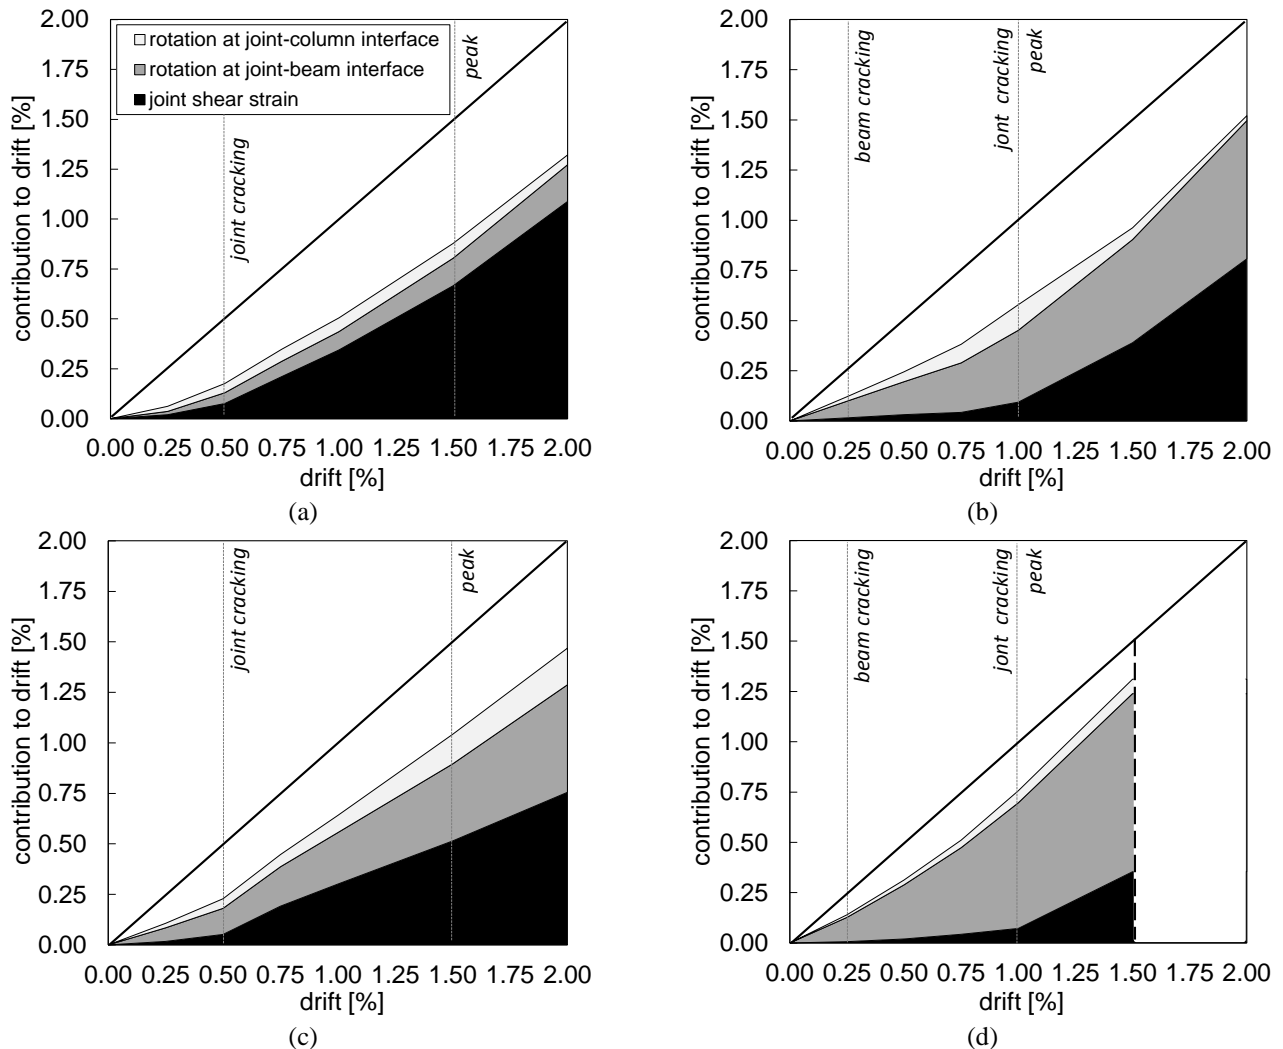 2.00
1.75
1.50
1.25
1.00
0.75
0.50
0.25
0.00
contribution to drift [%]
rotation at joint-column interface
rotation at joint-beam interface
joint shear strain
joint cracking
peak
0.00 0.25 0.50 0.75 1.00 1.25 1.50 1.75 2.00
drift [%]
(a)
2.00
1.75
1.50
1.25
1.00
0.75
0.50
0.25
0.00
contribution to drift [%]
beam cracking
jont cracking
peak
0.00 0.25 0.50 0.75 1.00 1.25 1.50 1.75 2.00
drift [%]
(b)
2.00
1.75
1.50
1.25
1.00
0.75
0.50
0.25
0.00
contribution to drift [%]
joint cracking
peak
0.00 0.25 0.50 0.75 1.00 1.25 1.50 1.75 2.00
drift [%]
(c)
2.00
1.75
1.50
1.25
1.00
0.75
0.50
0.25
0.00
contribution to drift [%]
beam cracking
jont cracking
peak
0.00 0.25 0.50 0.75 1.00 1.25 1.50 1.75 2.00
drift [%]
(d)